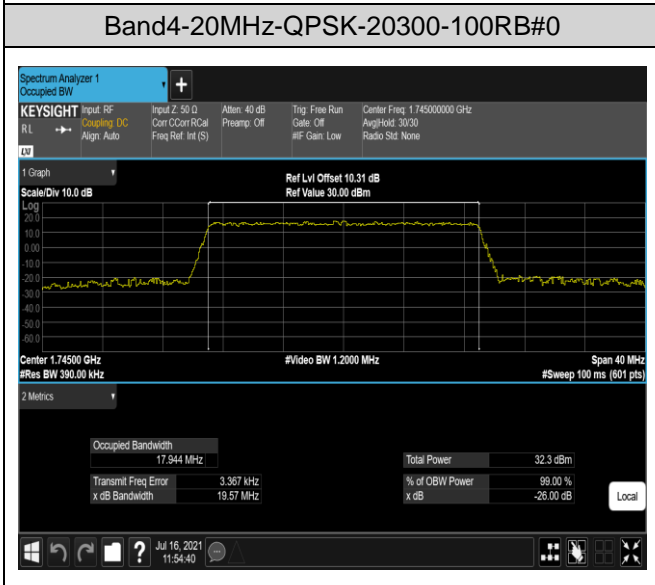 Band4-20MHz-QPSK-20300-100RB#0
Spectrum Analyzer 1
Occupied BW
+
KEYSIGHT Input: RF Input Z: 50 Ω Atten: 40 dB Trig: Free Run Center Freq: 1.745000000 GHz
RL Coupling: DC Corr CCorr RCal Preamp: Off Gate: Off Avg|Hold: 30/30
Align: Auto Freq Ref: Int (S) #IF Gain: Low Radio Std: None
LXI
1 Graph Ref Lvl Offset 10.31 dB
Scale/Div 10.0 dB Ref Value 30.00 dBm
Log
20.0
10.0
0.00
-10.0
-20.0
-30.0
-40.0
-50.0
-60.0
Center 1.74500 GHz #Video BW 1.2000 MHz Span 40 MHz
#Res BW 390.00 kHz #Sweep 100 ms (601 pts)
2 Metrics
Occupied Bandwidth
17.944 MHz Total Power 32.3 dBm
Transmit Freq Error 3.367 kHz % of OBW Power 99.00 %
x dB Bandwidth 19.57 MHz x dB -26.00 dB
Local
? Jul 16, 2021
11:54:40